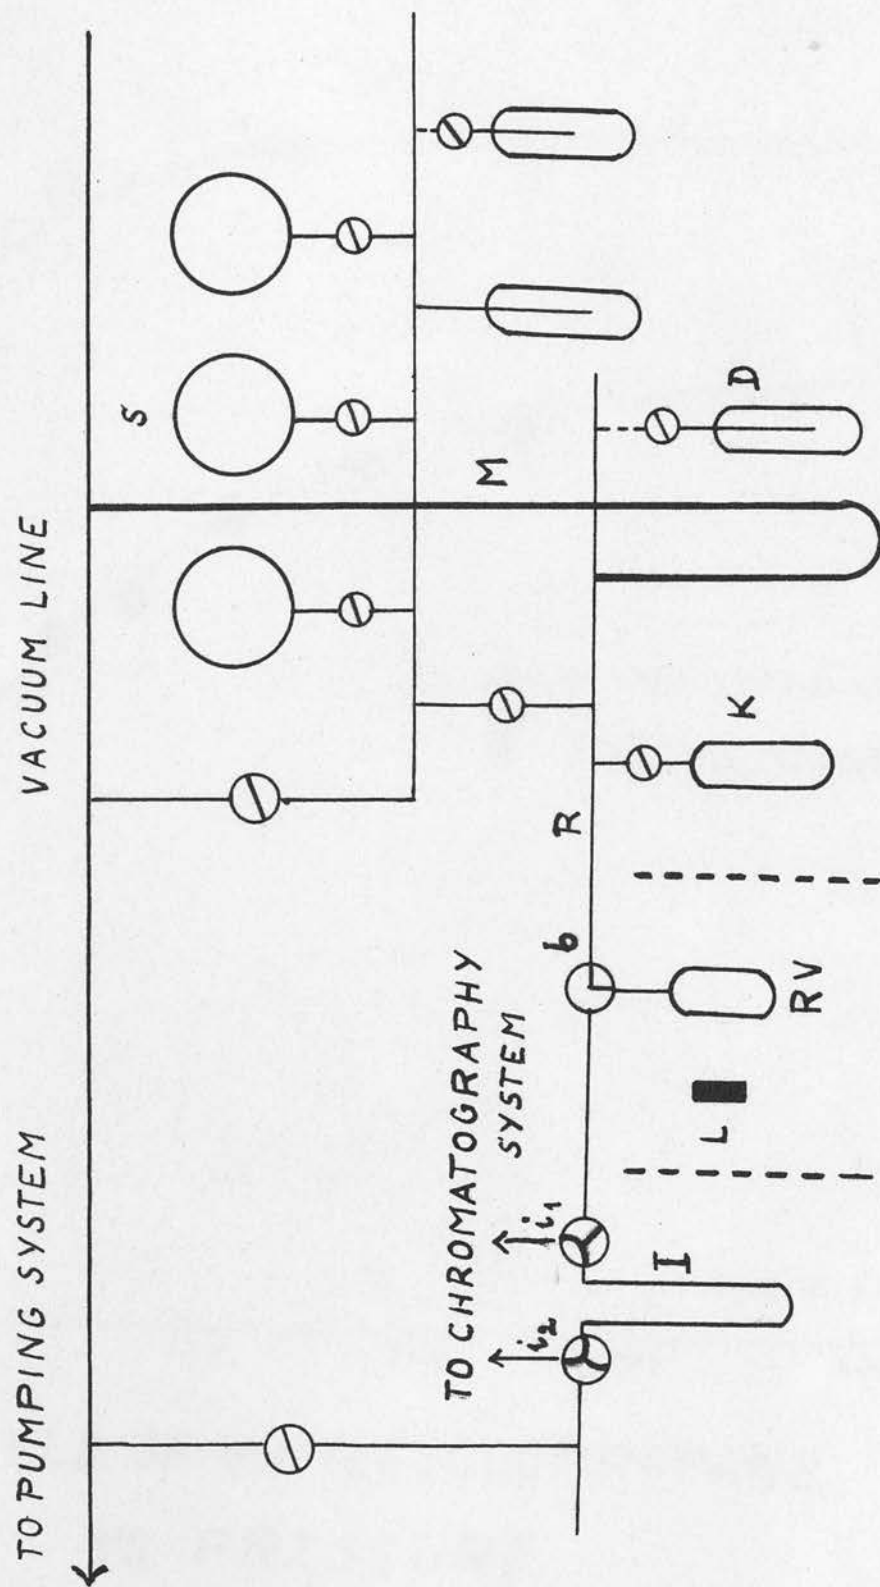 TO PUMPING SYSTEM
VACUUM LINE
S
M
D
K
R
b
RV
L
TO CHROMATOGRAPHY
SYSTEM
i₁
i₂
I